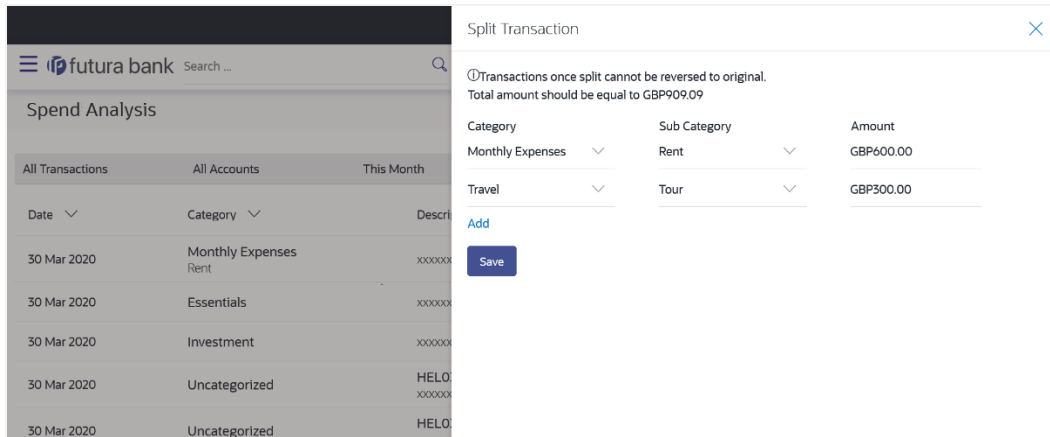 Split Transaction
futura bank Search ...
ⓘTransactions once split cannot be reversed to original.
Total amount should be equal to GBP909.09
Spend Analysis
Category Sub Category Amount
Monthly Expenses Rent GBP600.00
All Transactions All Accounts This Month
Travel Tour GBP300.00
Date Category Descri
Add
30 Mar 2020 Monthly Expenses xxxxxx
Rent
Save
30 Mar 2020 Essentials xxxxxx
30 Mar 2020 Investment xxxxxx
30 Mar 2020 Uncategorized HELO
xxxxxx
30 Mar 2020 Uncategorized HELO